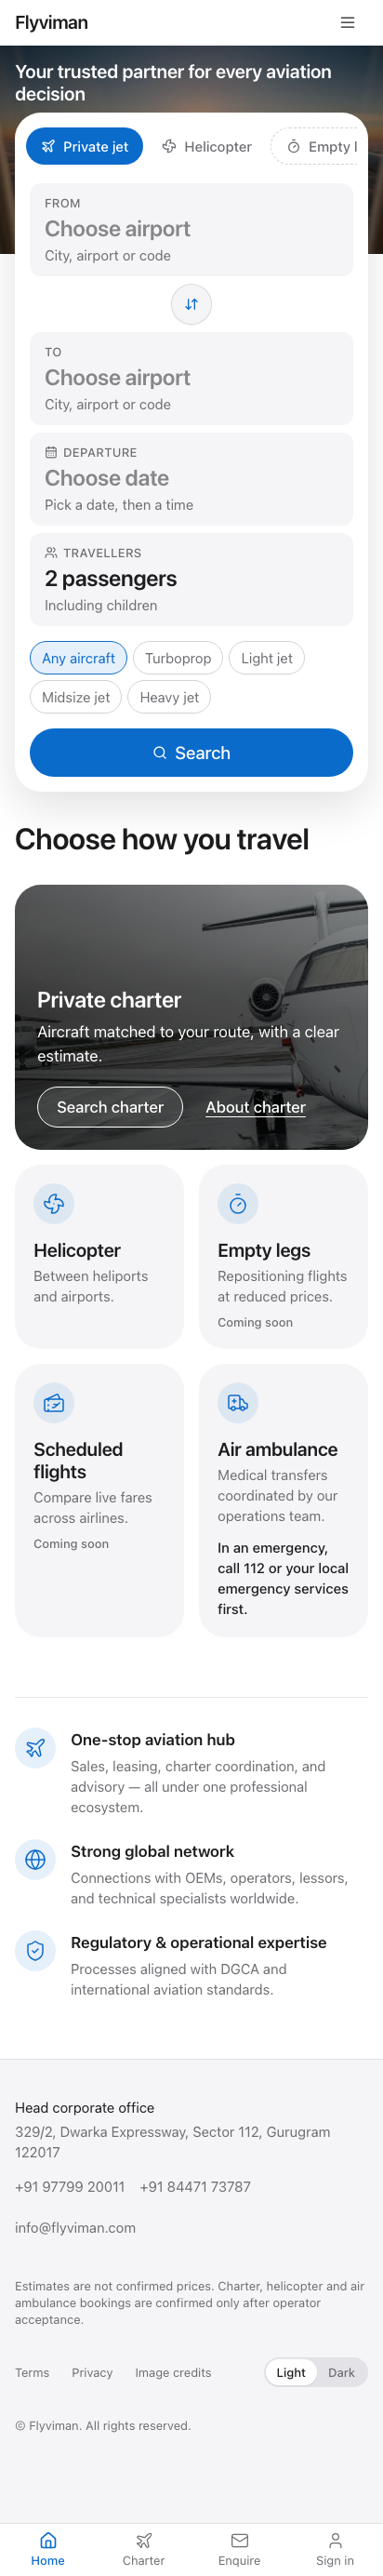 Flyviman
Your trusted partner for every aviation
decision
Private jet
Helicopter
Empty l
FROM
Choose airport
City, airport or code
TO
Choose airport
City, airport or code
DEPARTURE
Choose date
Pick a date, then a time
TRAVELLERS
2 passengers
Including children
Any aircraft
Turboprop
Light jet
Midsize jet
Heavy jet
Search
Choose how you travel
Private charter
Aircraft matched to your route, with a clear
estimate.
Search charter
About charter
Helicopter
Between heliports
and airports.
Empty legs
Repositioning flights
at reduced prices.
Coming soon
Scheduled
flights
Compare live fares
across airlines.
Coming soon
Air ambulance
Medical transfers
coordinated by our
operations team.
In an emergency,
call 112 or your local
emergency services
first.
One-stop aviation hub
Sales, leasing, charter coordination, and
advisory — all under one professional
ecosystem.
Strong global network
Connections with OEMs, operators, lessors,
and technical specialists worldwide.
Regulatory & operational expertise
Processes aligned with DGCA and
international aviation standards.
Head corporate office
329/2, Dwarka Expressway, Sector 112, Gurugram
122017
+91 97799 20011 +91 84471 73787
info@flyviman.com
Estimates are not confirmed prices. Charter, helicopter and air
ambulance bookings are confirmed only after operator
acceptance.
Terms
Privacy
Image credits
Light
Dark
© Flyviman. All rights reserved.
Home
Charter
Enquire
Sign in